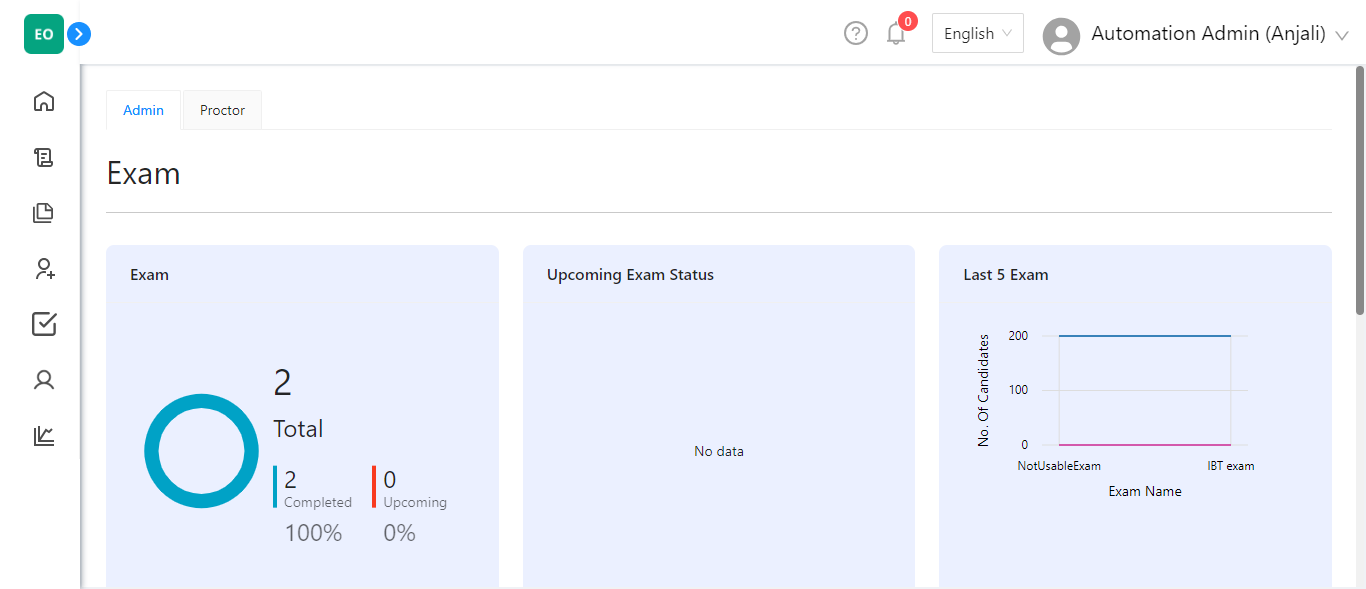 EO
0
English
Automation Admin (Anjali)
Admin
Proctor
Exam
Exam
2
Total
2
Completed
100%
0
Upcoming
0%
Upcoming Exam Status
No data
Last 5 Exam
No. Of Candidates
200
100
0
NotUsableExam
IBT exam
Exam Name